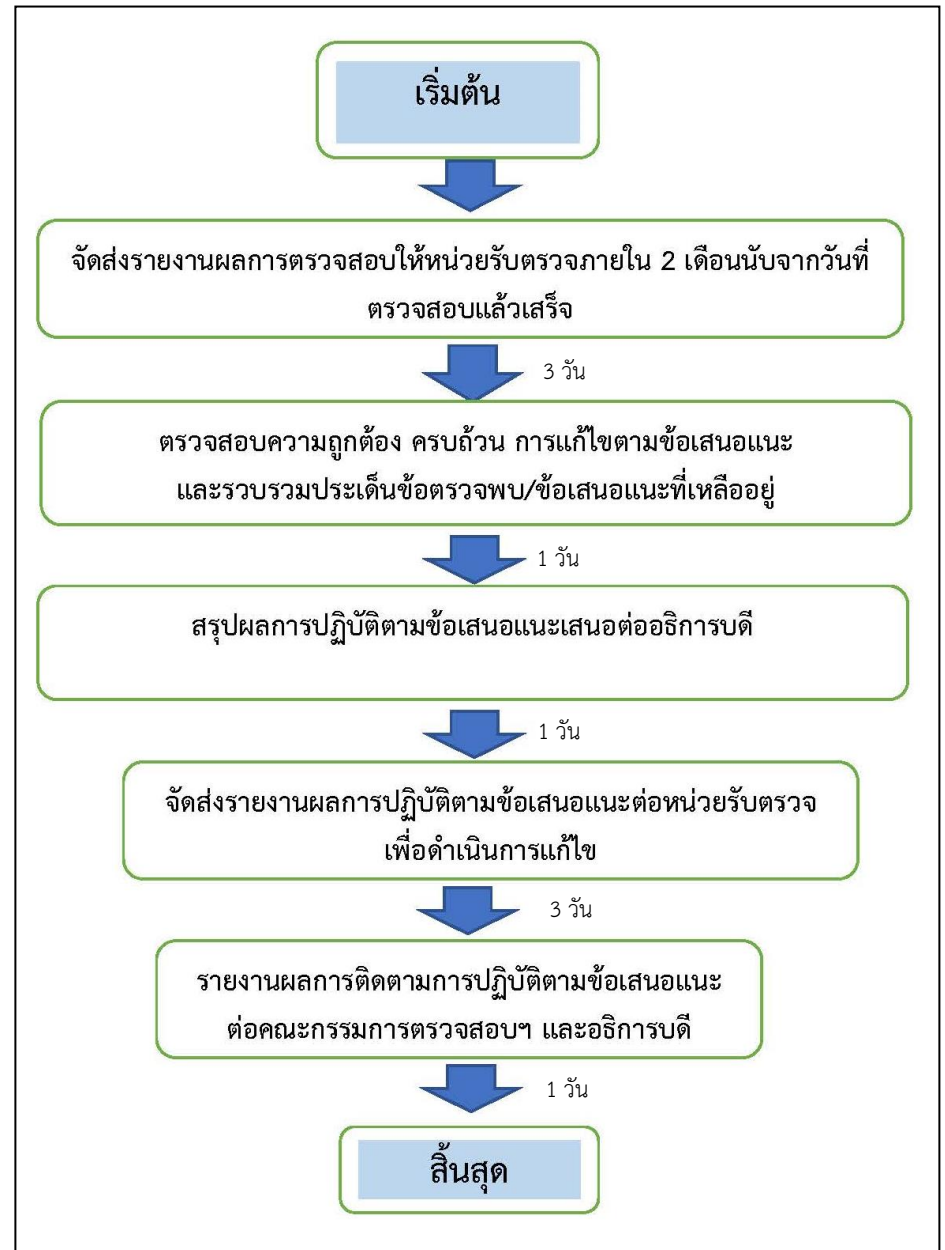 เริ่มต้น
จัดส่งรายงานผลการตรวจสอบให้หน่วยรับตรวจภายใน 2 เดือนนับจากวันที่
ตรวจสอบแล้วเสร็จ
3 วัน
ตรวจสอบความถูกต้อง ครบถ้วน การแก้ไขตามข้อเสนอแนะ
และรวบรวมประเด็นข้อตรวจพบ/ข้อเสนอแนะที่เหลืออยู่
1 วัน
สรุปผลการปฏิบัติตามข้อเสนอแนะเสนอต่ออธิการบดี
1 วัน
จัดส่งรายงานผลการปฏิบัติตามข้อเสนอแนะต่อหน่วยรับตรวจ
เพื่อดำเนินการแก้ไข
3 วัน
รายงานผลการติดตามการปฏิบัติตามข้อเสนอแนะ
ต่อคณะกรรมการตรวจสอบฯ และอธิการบดี
1 วัน
สิ้นสุด